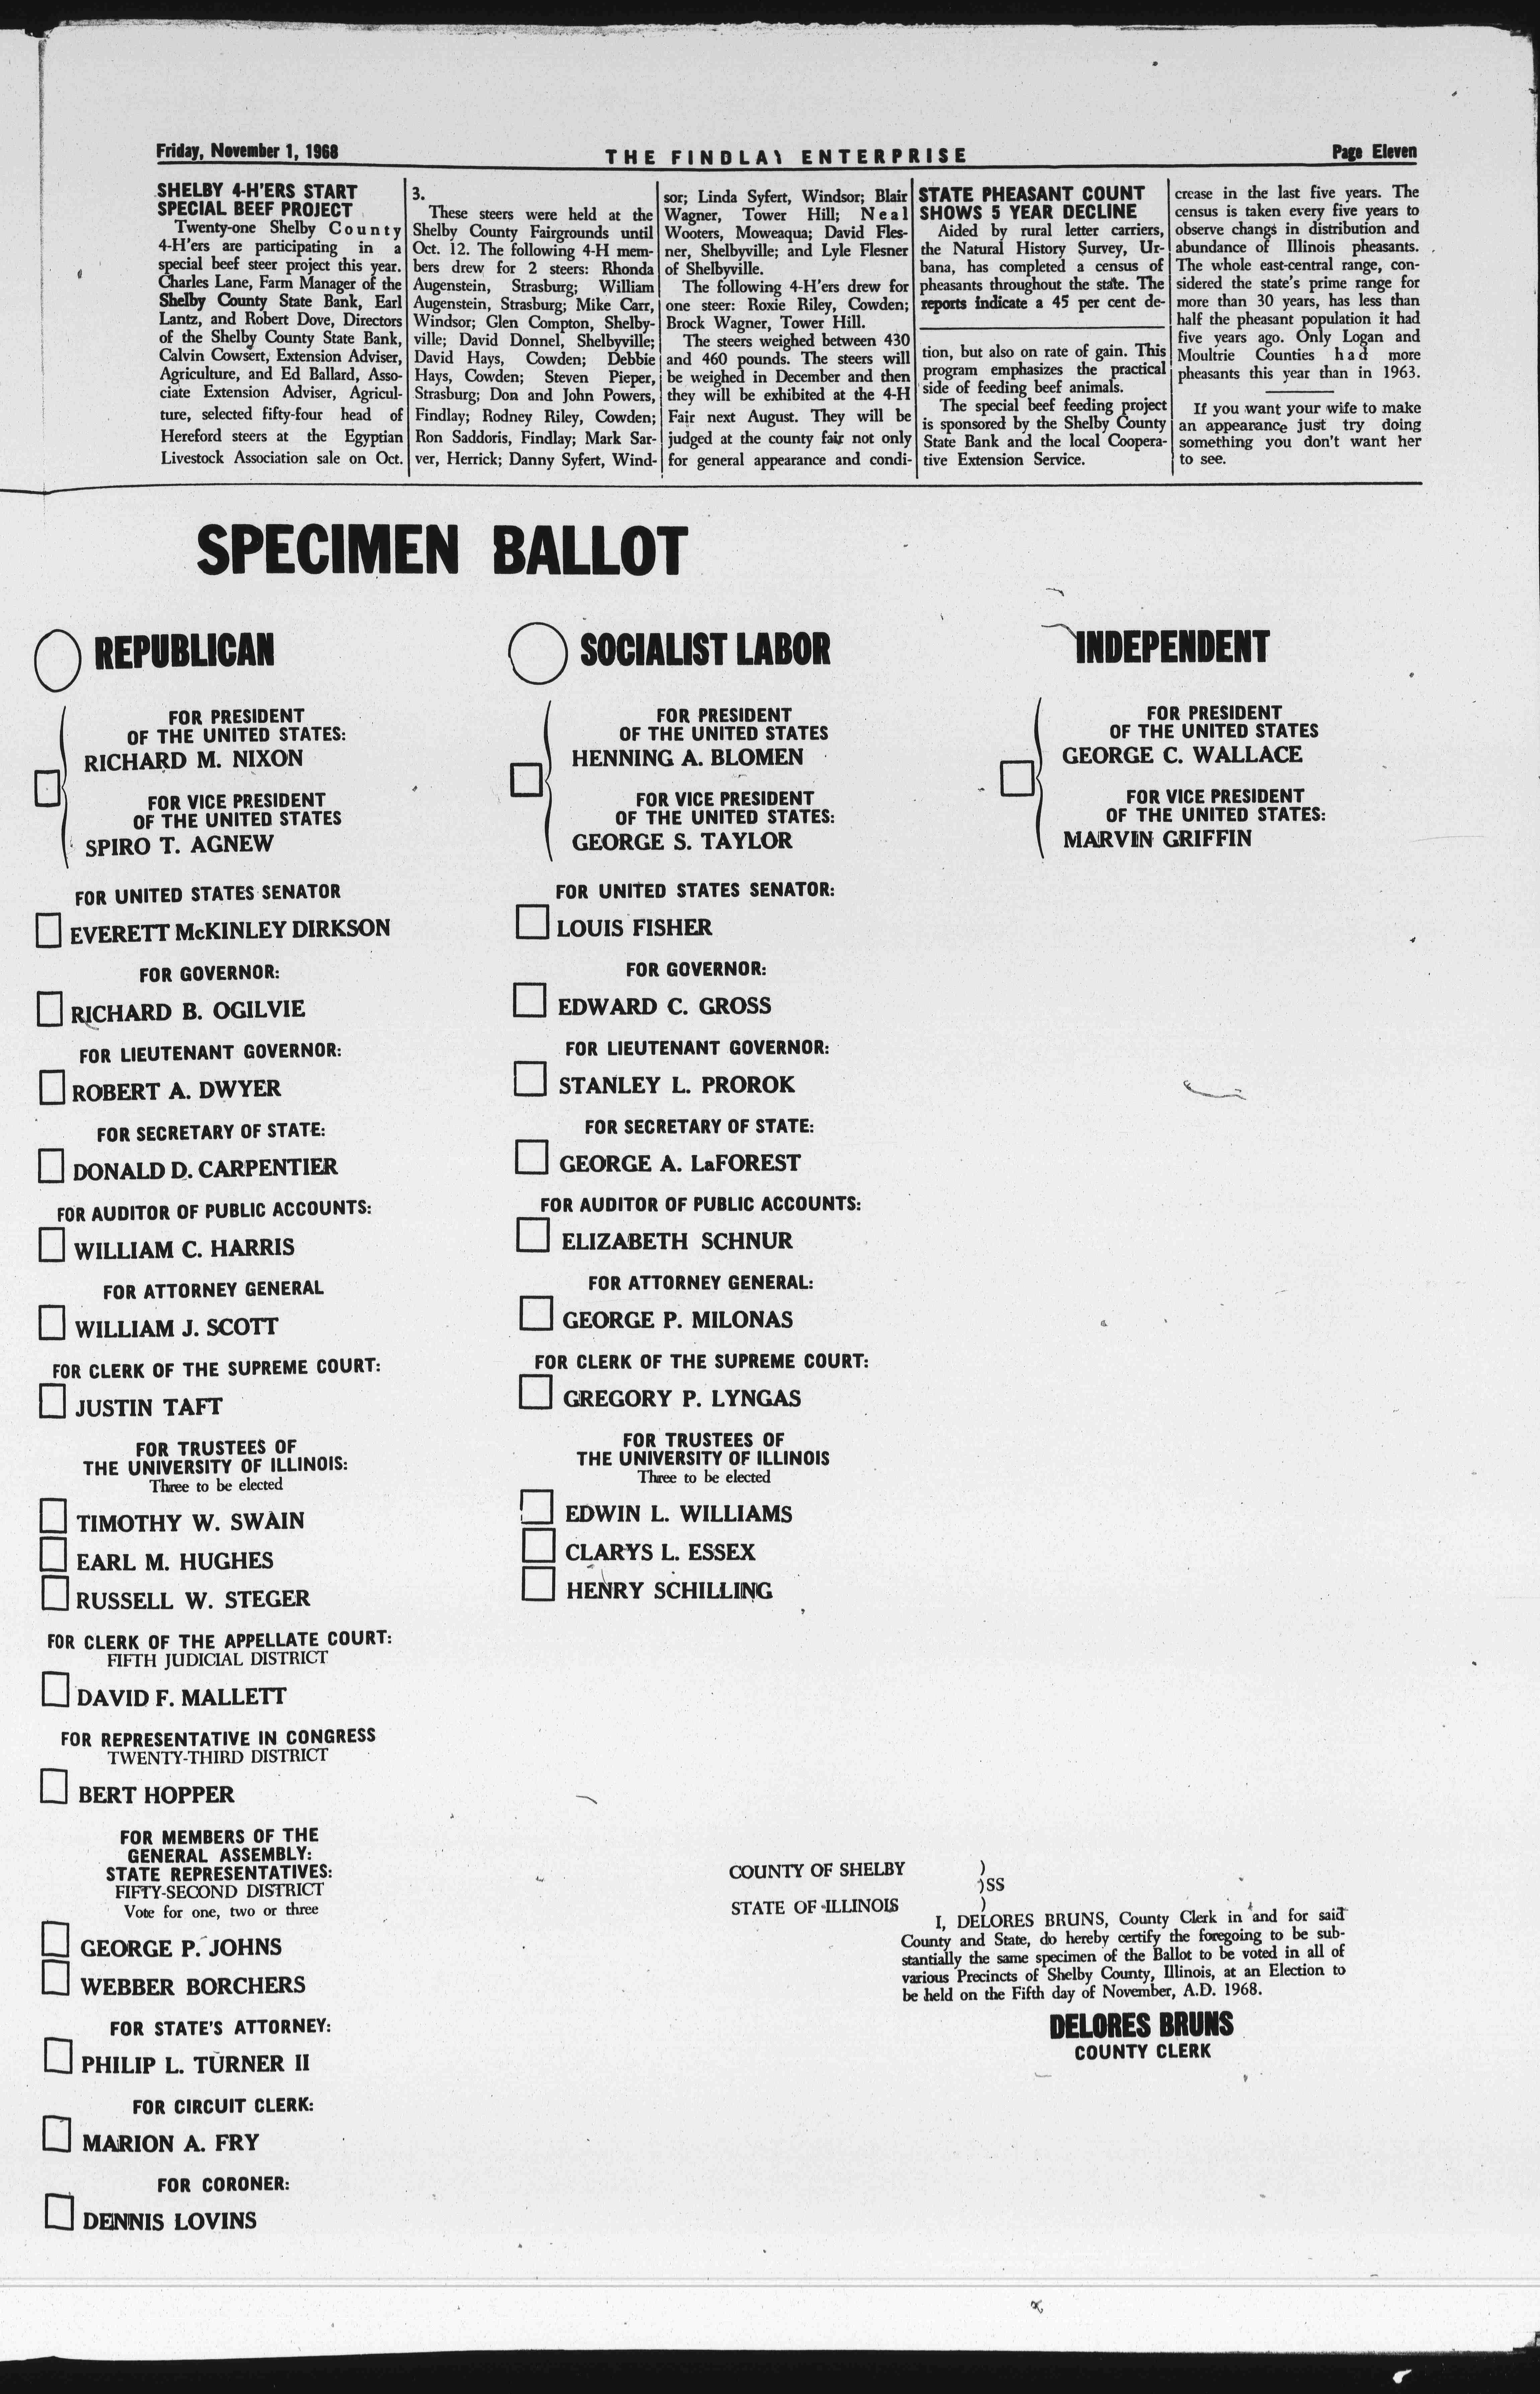 Friday, November 1, 1968
THE FINDLAY ENTERPRISE
Page Eleven
SHELBY 4-H'ERS START
SPECIAL BEEF PROJECT
Twenty-one Shelby County
4-H'ers are participating in a
special beef steer project this year.
Charles Lane, Farm Manager of the
Shelby County State Bank, Earl
Lantz, and Robert Dove, Directors
of the Shelby County State Bank,
Calvin Cowsert, Extension Adviser,
Agriculture, and Ed Ballard, Asso-
ciate Extension Adviser, Agricul-
ture, selected fifty-four head of
Hereford steers at the Egyptian
Livestock Association sale on Oct.
3.
These steers were held at the
Shelby County Fairgrounds until
Oct. 12. The following 4-H mem-
bers drew for 2 steers: Rhonda
Augenstein, Strasburg; William
Augenstein, Strasburg; Mike Carr,
Windsor; Glen Compton, Shelby-
ville; David Donnel, Shelbyville;
David Hays, Cowden; Debbie
Hays, Cowden; Steven Pieper,
Strasburg; Don and John Powers,
Findlay; Rodney Riley, Cowden;
Ron Saddoris, Findlay; Mark Sar-
ver, Herrick; Danny Syfert, Wind-
sor; Linda Syfert, Windsor; Blair
Wagner, Tower Hill; Neal
Wooters, Moweaqua; David Fles-
ner, Shelbyville; and Lyle Flesner
of Shelbyville.
The following 4-H'ers drew for
one steer: Roxie Riley, Cowden;
Brock Wagner, Tower Hill.
The steers weighed between 430
and 460 pounds. The steers will
be weighed in December and then
they will be exhibited at the 4-H
Fair next August. They will be
judged at the county fair not only
for general appearance and condi-
STATE PHEASANT COUNT
SHOWS 5 YEAR DECLINE
Aided by rural letter carriers,
the Natural History Survey, Ur-
bana, has completed a census of
pheasants throughout the state. The
reports indicate a 45 per cent de-
tion, but also on rate of gain. This
program emphasizes the practical
side of feeding beef animals.
The special beef feeding project
is sponsored by the Shelby County
State Bank and the local Coopera-
tive Extension Service.
crease in the last five years. The
census is taken every five years to
observe changs in distribution and
abundance of Illinois pheasants.
The whole east-central range, con-
sidered the state's prime range for
more than 30 years, has less than
half the pheasant population it had
five years ago. Only Logan and
Moultrie Counties had more
pheasants this year than in 1963.
If you want your wife to make
an appearance just try doing
something you don't want her
to see.
SPECIMEN BALLOT
REPUBLICAN
FOR PRESIDENT
OF THE UNITED STATES:
RICHARD M. NIXON
FOR VICE PRESIDENT
OF THE UNITED STATES
SPIRO T. AGNEW
FOR UNITED STATES SENATOR
EVERETT McKINLEY DIRKSON
FOR GOVERNOR:
RICHARD B. OGILVIE
FOR LIEUTENANT GOVERNOR:
ROBERT A. DWYER
FOR SECRETARY OF STATE:
DONALD D. CARPENTIER
FOR AUDITOR OF PUBLIC ACCOUNTS:
WILLIAM C. HARRIS
FOR ATTORNEY GENERAL
WILLIAM J. SCOTT
FOR CLERK OF THE SUPREME COURT:
JUSTIN TAFT
FOR TRUSTEES OF
THE UNIVERSITY OF ILLINOIS:
Three to be elected
TIMOTHY W. SWAIN
EARL M. HUGHES
RUSSELL W. STEGER
FOR CLERK OF THE APPELLATE COURT:
FIFTH JUDICIAL DISTRICT
DAVID F. MALLETT
FOR REPRESENTATIVE IN CONGRESS
TWENTY-THIRD DISTRICT
BERT HOPPER
FOR MEMBERS OF THE
GENERAL ASSEMBLY:
STATE REPRESENTATIVES:
FIFTY-SECOND DISTRICT
Vote for one, two or three
GEORGE P. JOHNS
WEBBER BORCHERS
FOR STATE'S ATTORNEY:
PHILIP L. TURNER II
FOR CIRCUIT CLERK:
MARION A. FRY
FOR CORONER:
DENNIS LOVINS
SOCIALIST LABOR
FOR PRESIDENT
OF THE UNITED STATES
HENNING A. BLOMEN
FOR VICE PRESIDENT
OF THE UNITED STATES:
GEORGE S. TAYLOR
FOR UNITED STATES SENATOR:
LOUIS FISHER
FOR GOVERNOR:
EDWARD C. GROSS
FOR LIEUTENANT GOVERNOR:
STANLEY L. PROROK
FOR SECRETARY OF STATE:
GEORGE A. LaFOREST
FOR AUDITOR OF PUBLIC ACCOUNTS:
ELIZABETH SCHNUR
FOR ATTORNEY GENERAL:
GEORGE P. MILONAS
FOR CLERK OF THE SUPREME COURT:
GREGORY P. LYNGAS
FOR TRUSTEES OF
THE UNIVERSITY OF ILLINOIS
Three to be elected
EDWIN L. WILLIAMS
CLARYS L. ESSEX
HENRY SCHILLING
INDEPENDENT
FOR PRESIDENT
OF THE UNITED STATES
GEORGE C. WALLACE
FOR VICE PRESIDENT
OF THE UNITED STATES:
MARVIN GRIFFIN
COUNTY OF SHELBY )
)SS
STATE OF ILLINOIS )
I, DELORES BRUNS, County Clerk in and for said
County and State, do hereby certify the foregoing to be sub-
stantially the same specimen of the Ballot to be voted in all of
various Precincts of Shelby County, Illinois, at an Election to
be held on the Fifth day of November, A.D. 1968.
DELORES BRUNS
COUNTY CLERK